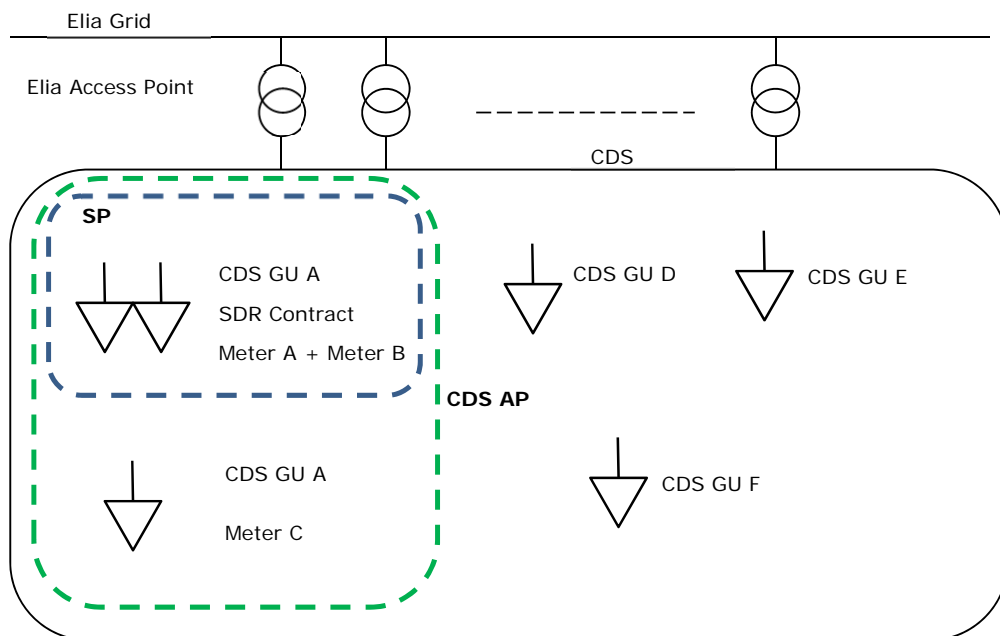 Elia Grid
Elia Access Point
CDS
SP
CDS GU A
SDR Contract
Meter A + Meter B
CDS GU D
CDS GU E
CDS AP
CDS GU A
Meter C
CDS GU F